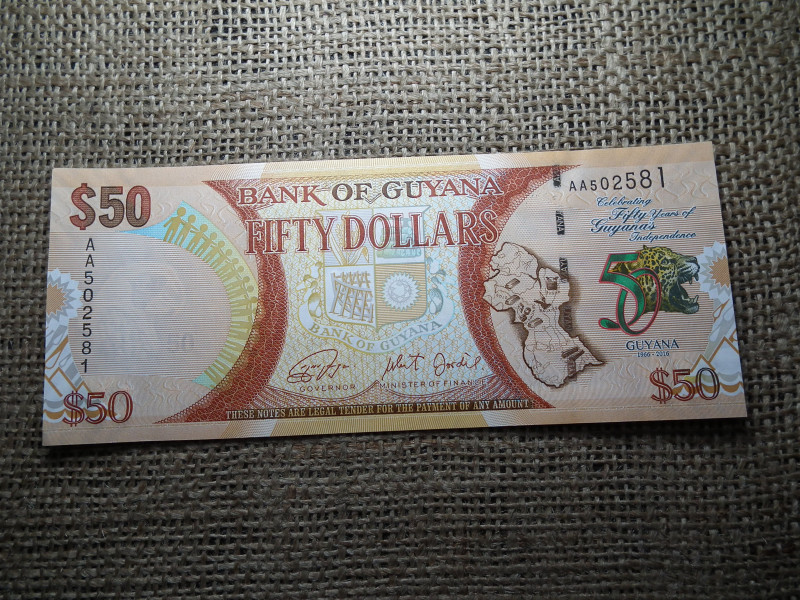 BANK OF GUYANA
AA502581
$50
FIFTY DOLLARS
Celebrating
Fifty Years of
Guyana's
Independence
AA502581
50
BANK OF GUYANA
GUYANA
1966 - 2016
GOVERNOR
MINISTER OF FINANCE
$50
$50
THESE NOTES ARE LEGAL TENDER FOR THE PAYMENT OF ANY AMOUNT